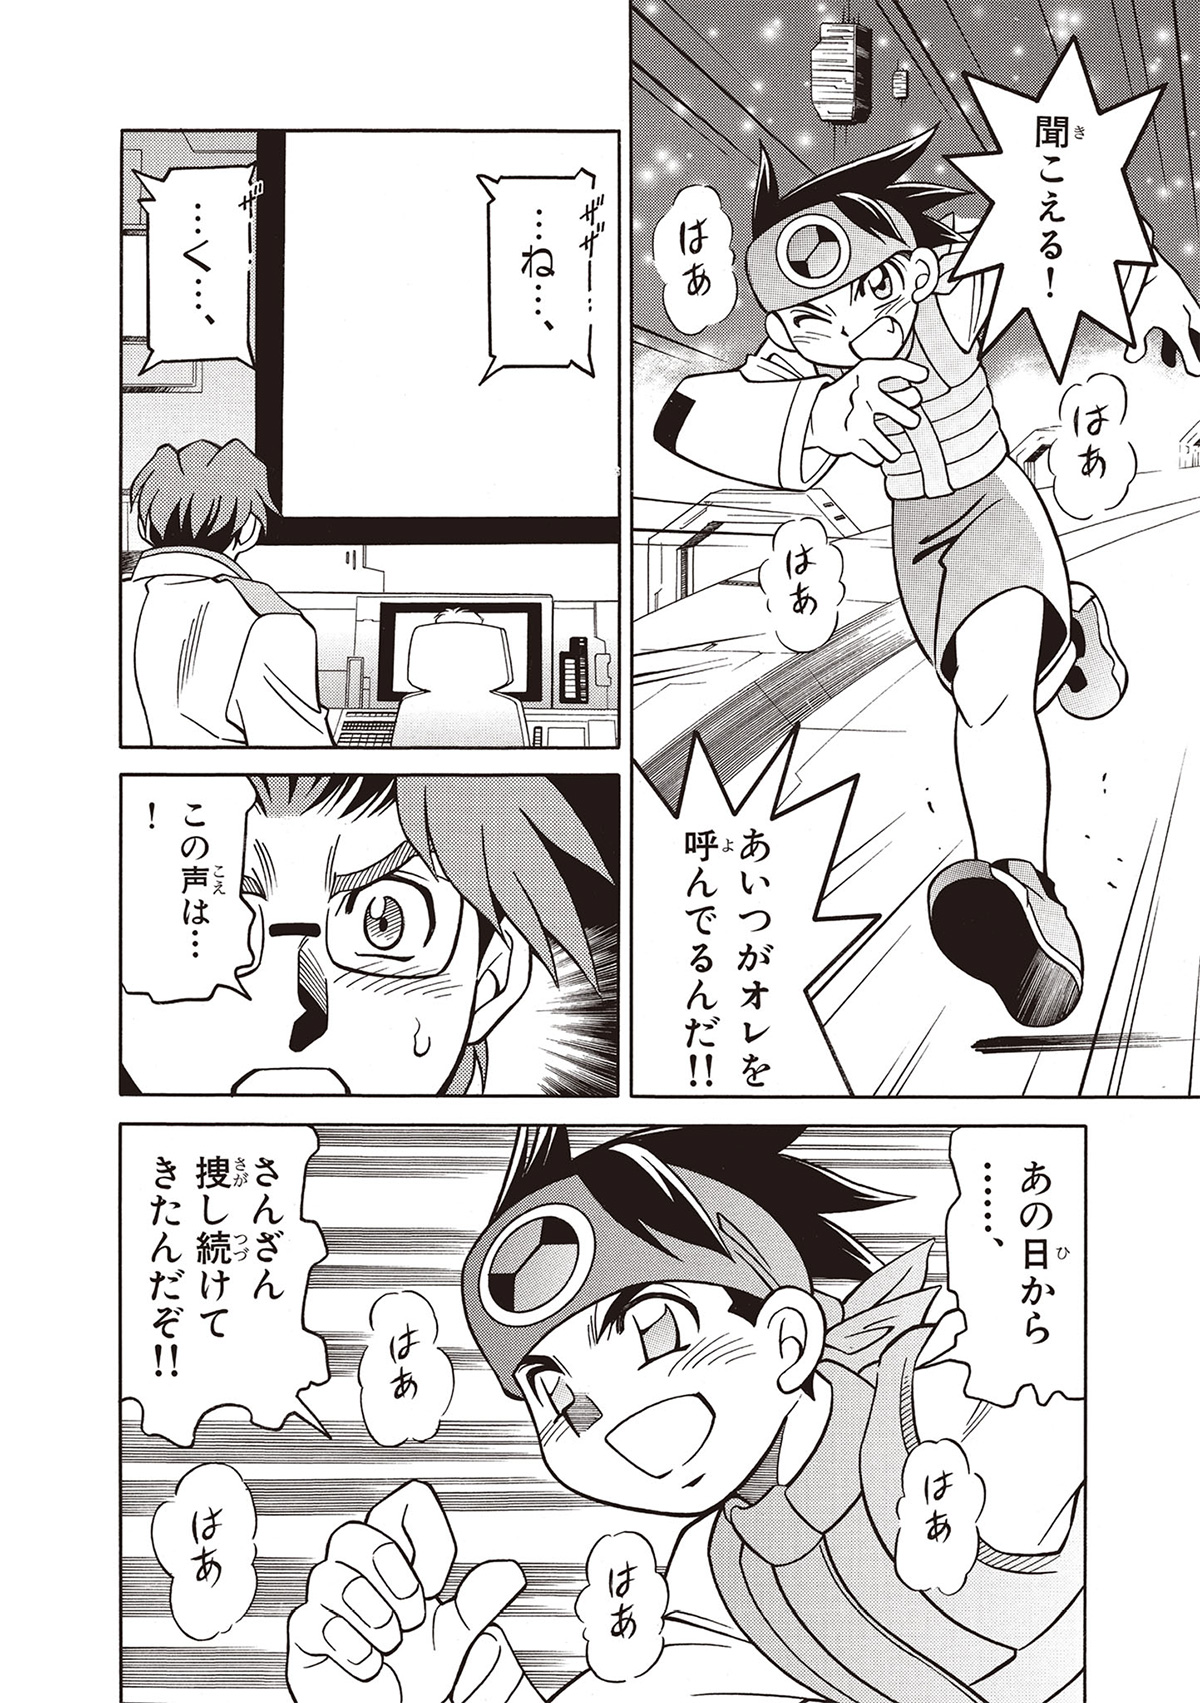 聞こえる!
はあ
はあ
はあ
あいつがオレを
呼んでるんだ!!
ザザザ
…ね…、
ザザ
…く…、
この声は…
!
あの日から
……、
さんざん
捜し続けて
きたんだぞ!!
はあ
はあ
はあ
はあ